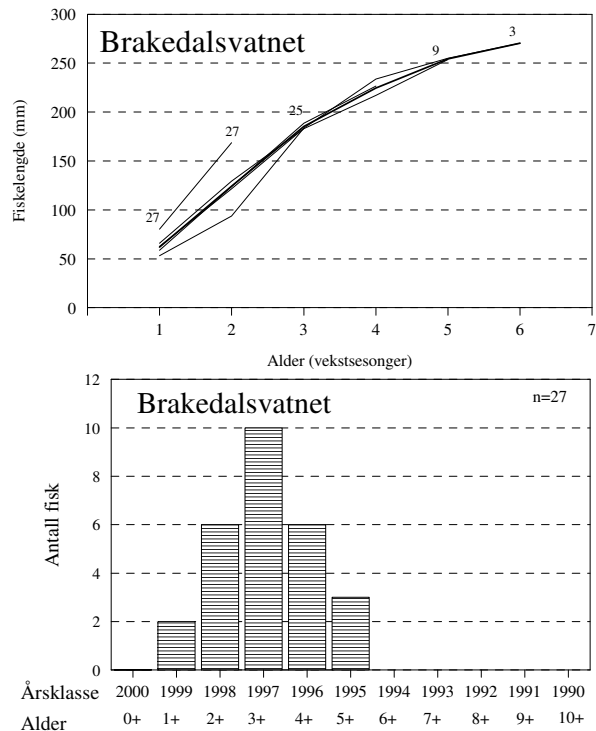 Brakedalsvatnet
Fiskelengde (mm)
300
250
200
150
100
50
0
27
27
25
9
3
1 2 3 4 5 6 7
Alder (vekstsesonger)
Brakedalsvatnet
n=27
Antall fisk
12
10
8
6
4
2
0
Årsklasse 2000 1999 1998 1997 1996 1995 1994 1993 1992 1991 1990
Alder 0+ 1+ 2+ 3+ 4+ 5+ 6+ 7+ 8+ 9+ 10+